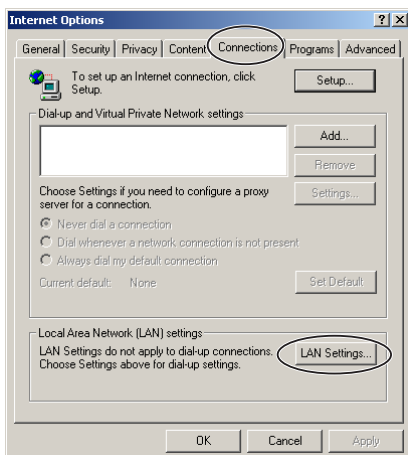 Internet Options
? X
General Security Privacy Content Connections Programs Advanced
To set up an Internet connection, click
Setup.
Setup...
Dial-up and Virtual Private Network settings
Add...
Remove
Choose Settings if you need to configure a proxy
server for a connection.
Settings...
Never dial a connection
Dial whenever a network connection is not present
Always dial my default connection
Current default: None
Set Default
Local Area Network (LAN) settings
LAN Settings do not apply to dial-up connections.
Choose Settings above for dial-up settings.
LAN Settings...
OK Cancel Apply